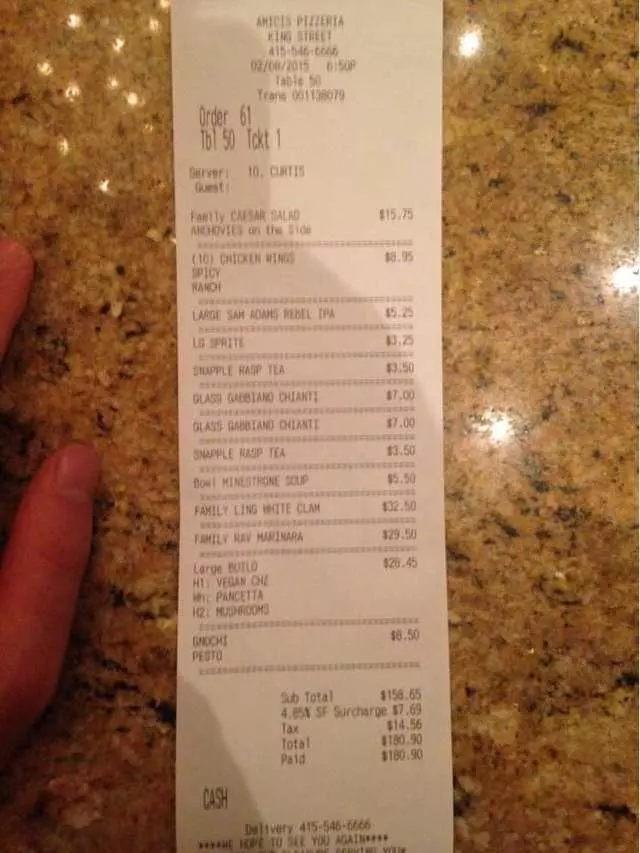 AMICIS PIZZERIA
KING STREET
415-546-6666
02/08/2015 6:50P
Table 50
Trans 001138079
Order 61
Tbl 50 Tckt 1
Server: 10, CURTIS
Guest:
Family CAESAR SALAD $15.75
ANCHOVIES on the Side
(10) CHICKEN WINGS $8.95
SPICY
RANCH
LARGE SAM ADAMS REBEL IPA $5.25
LG SPRITE $3.25
SNAPPLE RASP TEA $3.50
GLASS GABBIANO CHIANTI $7.00
GLASS GABBIANO CHIANTI $7.00
SNAPPLE RASP TEA $3.50
Bowl MINESTRONE SOUP $5.50
FAMILY LING WHITE CLAM $32.50
FAMILY RAV MARINARA $29.50
Large BUILD $28.45
H1: VEGAN CHZ
WH: PANCETTA
H2: MUSHROOMS
GNOCHI $8.50
PESTO
Sub Total $158.65
4.85% SF Surcharge $7.69
Tax $14.56
Total $180.90
Paid $180.90
CASH
Delivery 415-546-6666
****WE HOPE TO SEE YOU AGAIN****
PLEASURE SERVING YOU*